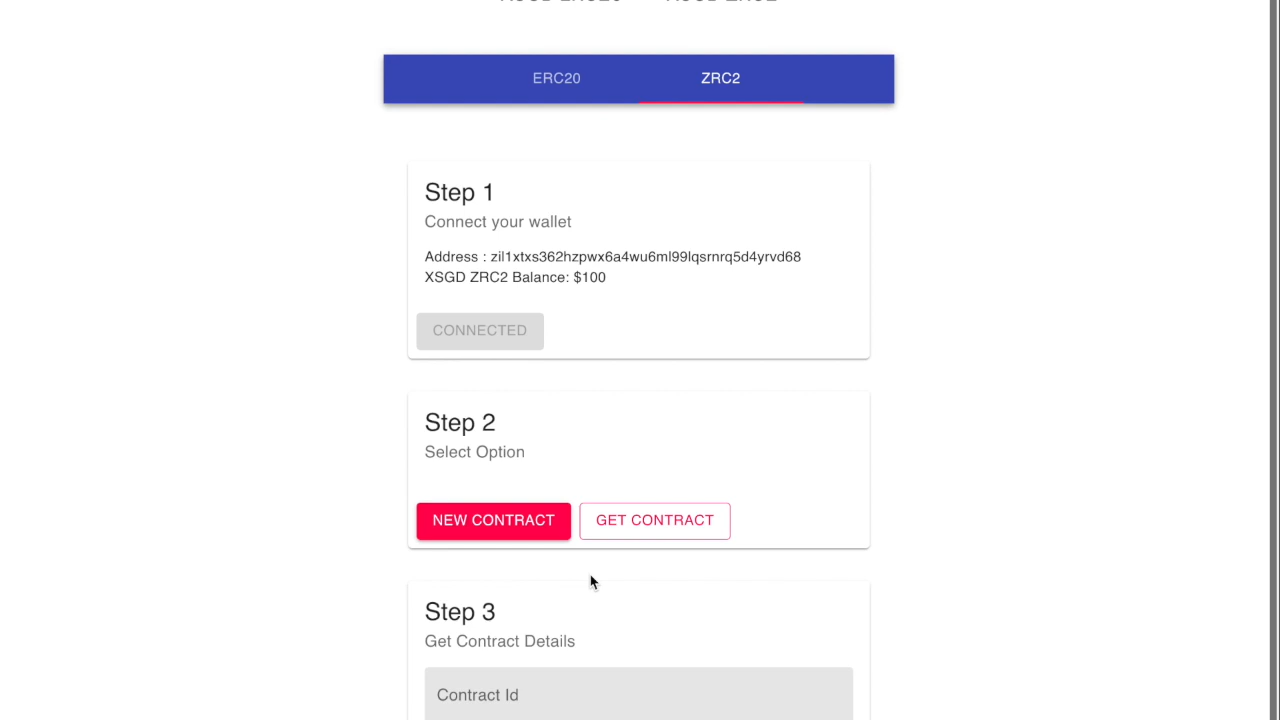 ERC20 ZRC2
Step 1
Connect your wallet
Address : zil1xtxs362hzpwx6a4wu6ml99lqsrnrq5d4yrvd68
XSGD ZRC2 Balance: $100
CONNECTED
Step 2
Select Option
NEW CONTRACT GET CONTRACT
Step 3
Get Contract Details
Contract Id